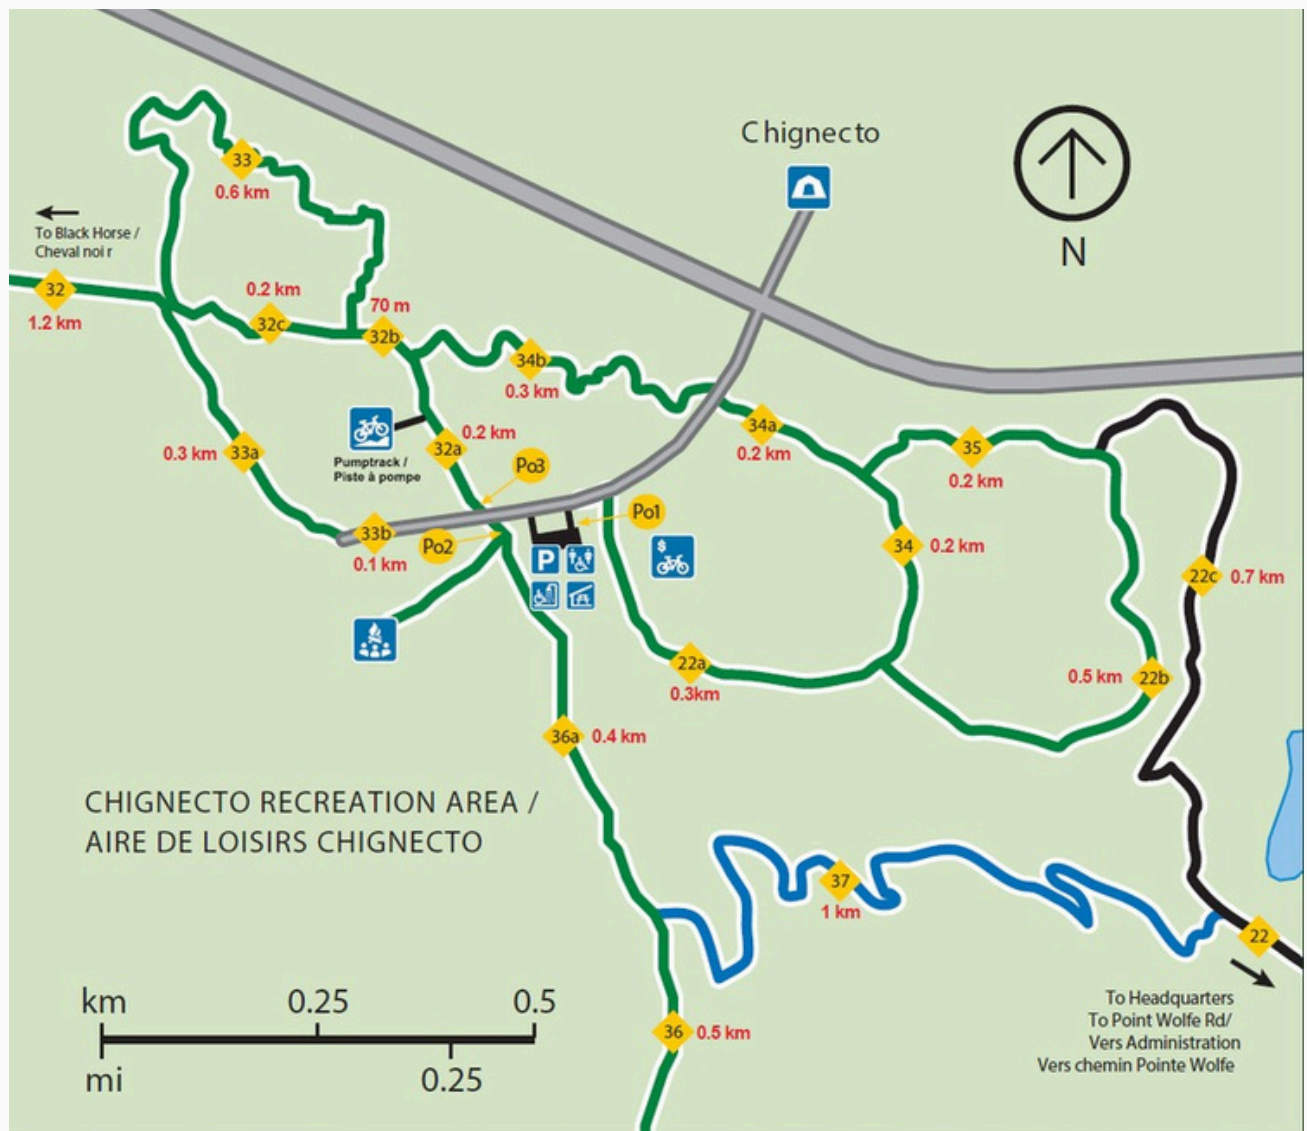 Chignecto
33
0.6 km
N
To Black Horse /
Cheval noi r
32
1.2 km
0.2 km
32c
70 m
32b
34b
0.3 km
34a
0.2 km
35
0.2 km
0.3 km
33a
32a
0.2 km
Pumptrack /
Piste à pompe
Po3
Po1
33b
0.1 km
Po2
P
$
34
0.2 km
22c
0.7 km
22a
0.3km
0.5 km
22b
36a
0.4 km
CHIGNECTO RECREATION AREA /
AIRE DE LOISIRS CHIGNECTO
37
1 km
22
To Headquarters
To Point Wolfe Rd/
Vers Administration
Vers chemin Pointe Wolfe
km 0.25 0.5
mi 0.25
36
0.5 km